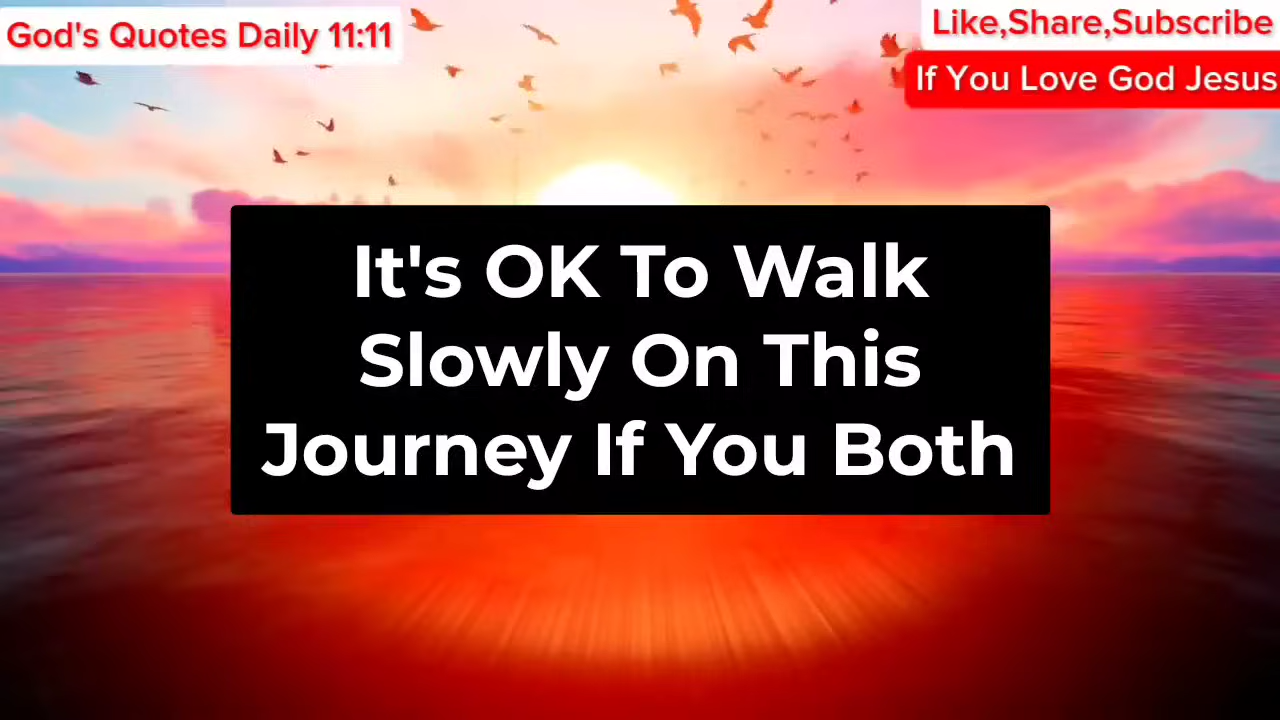 God's Quotes Daily 11:11
Like,Share,Subscribe
If You Love God Jesus
It's OK To Walk
Slowly On This
Journey If You Both